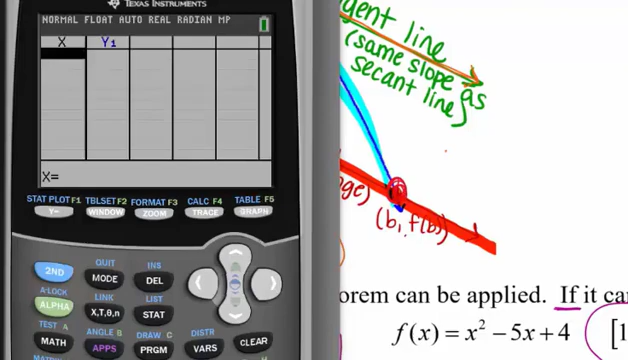 TEXAS INSTRUMENTS
NORMAL FLOAT AUTO REAL RADIAN MP
X Y1
X=
STAT PLOT F1 TBLSET F2 FORMAT F3 CALC F4 TABLE F5
Y= WINDOW ZOOM TRACE GRAPH
QUIT INS
2ND MODE DEL
A-LOCK LINK LIST
ALPHA X,T,θ,n STAT
TEST A ANGLE B DRAW C DISTR
MATH APPS PRGM VARS CLEAR
line
(same slope as
secant line)
(b, f(b))
can be applied. If it
f(x) = x² − 5x + 4 [1